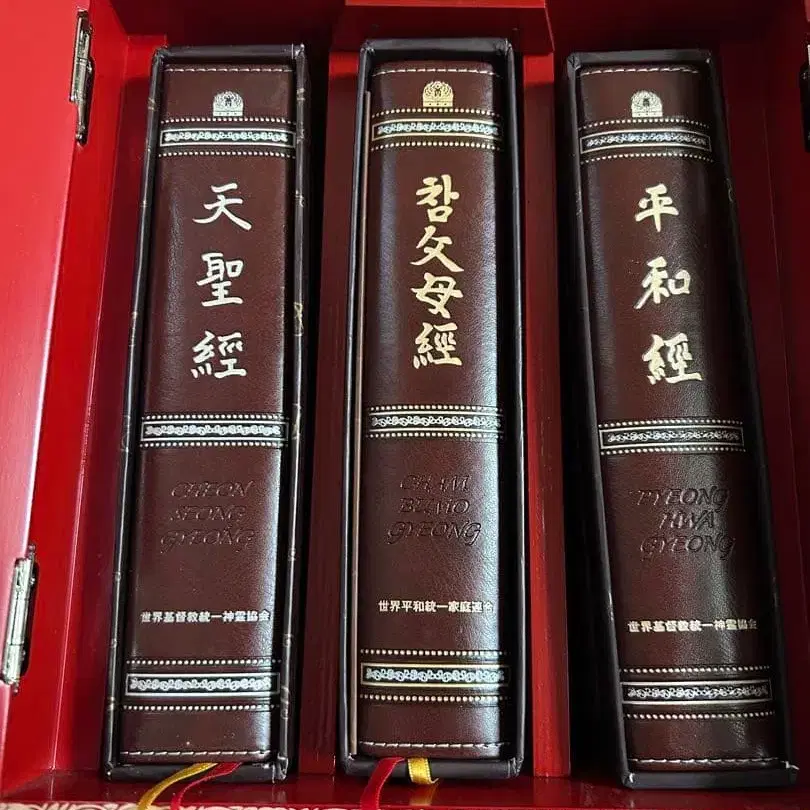 天聖經
CHEON
SEONG
GYEONG
世界基督教統一神霊協会
참父母經
CHAM
BUMO
GYEONG
世界平和統一家庭連合
平和經
PYEONG
HWA
GYEONG
世界基督教統一神霊協会